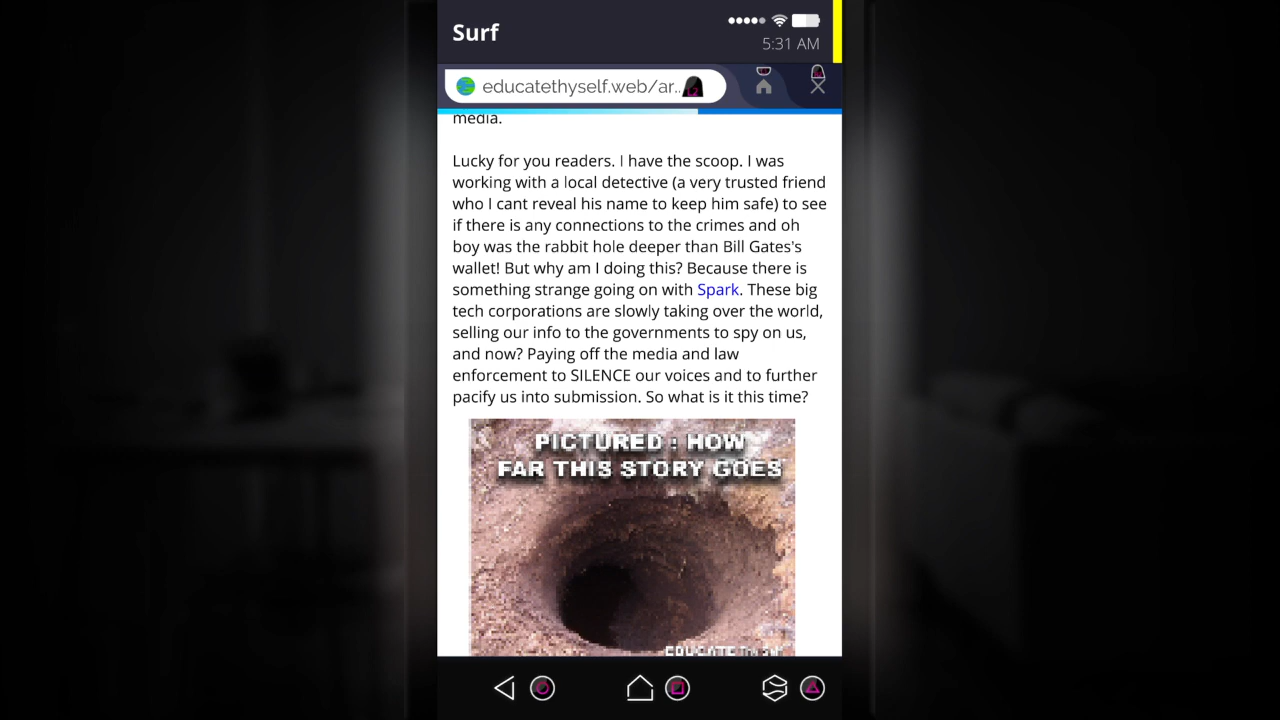 Surf
5:31 AM
educatethyself.web/ar..
L2
media.
Lucky for you readers. I have the scoop. I was
working with a local detective (a very trusted friend
who I cant reveal his name to keep him safe) to see
if there is any connections to the crimes and oh
boy was the rabbit hole deeper than Bill Gates's
wallet! But why am I doing this? Because there is
something strange going on with Spark. These big
tech corporations are slowly taking over the world,
selling our info to the governments to spy on us,
and now? Paying off the media and law
enforcement to SILENCE our voices and to further
pacify us into submission. So what is it this time?
PICTURED : HOW
FAR THIS STORY GOES